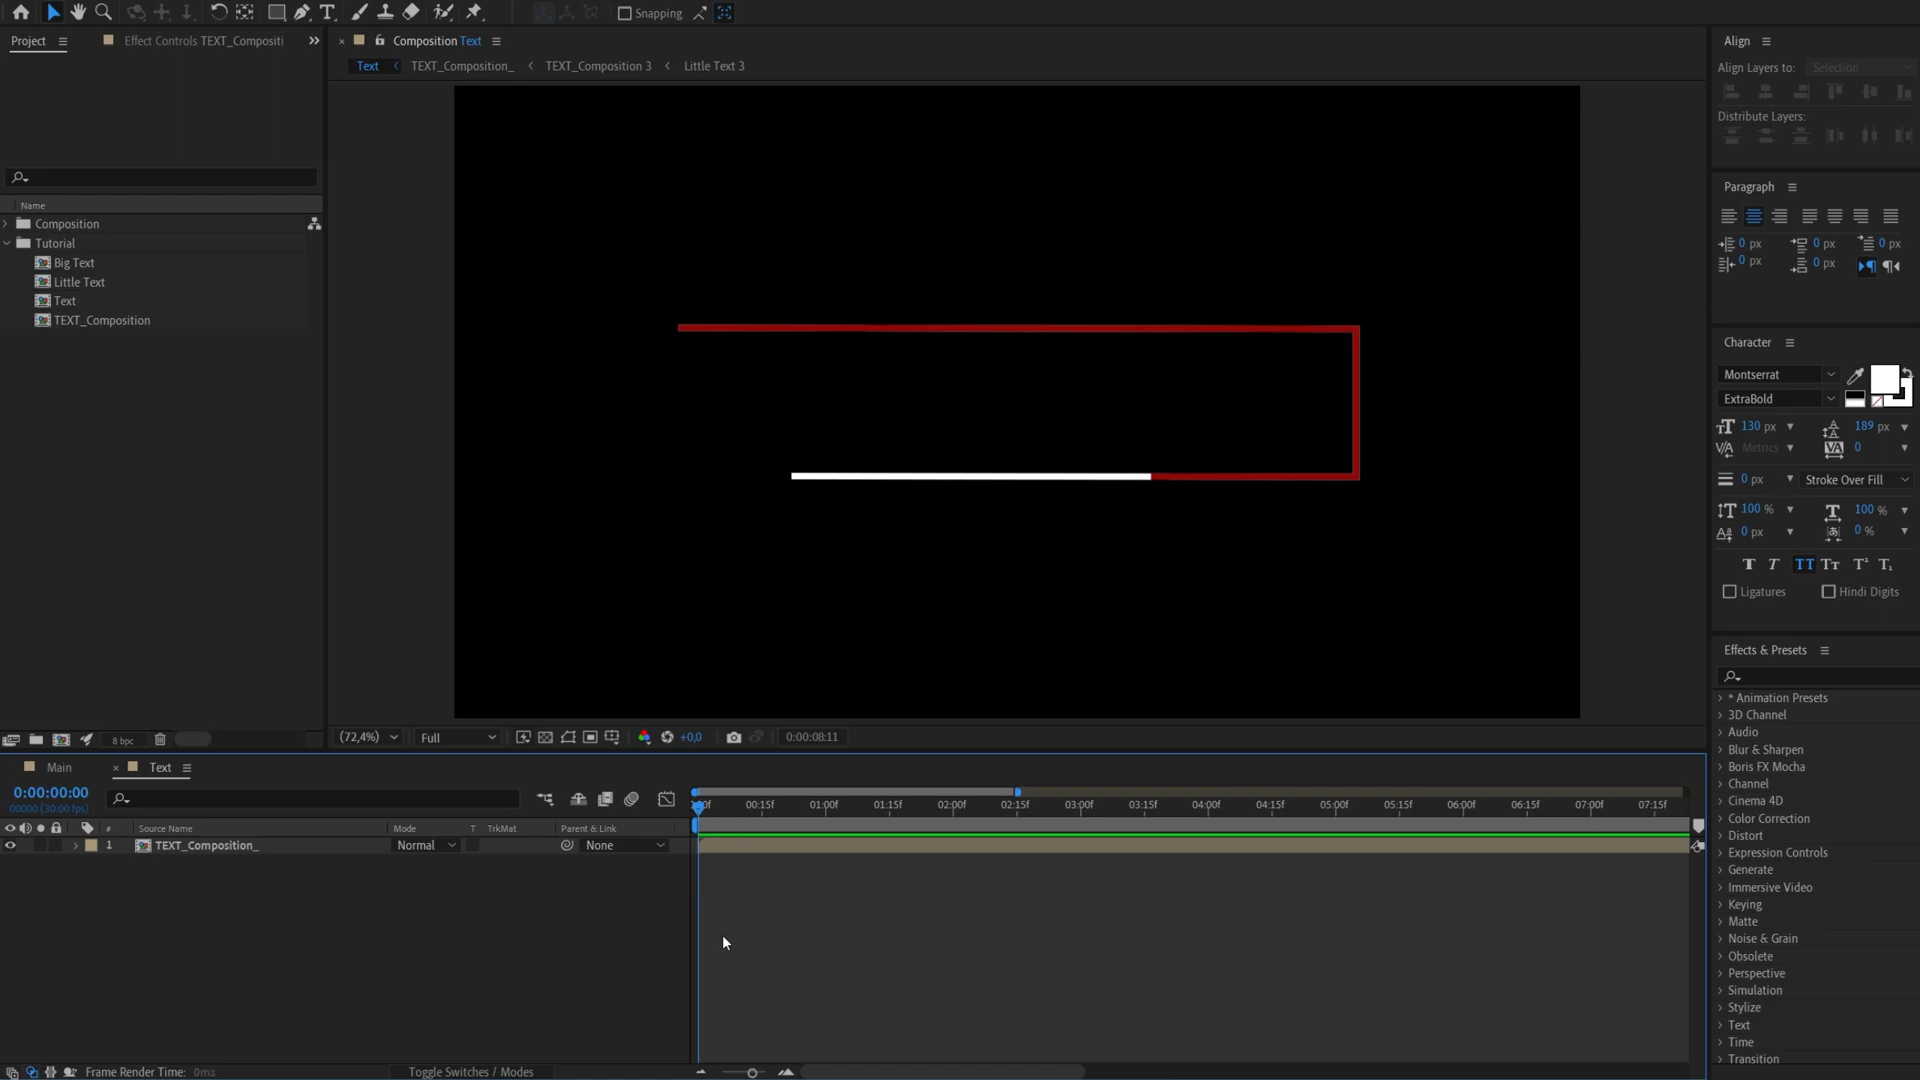 Snapping
Project
Effect Controls TEXT_Compositi
Composition Text
Text
TEXT_Composition_
TEXT_Composition 3
Little Text 3
Align
Align Layers to:
Selection
Distribute Layers:
Name
Composition
Tutorial
Big Text
Little Text
Text
TEXT_Composition
Paragraph
0 px
0 px
0 px
0 px
0 px
Character
Montserrat
ExtraBold
130 px
189 px
Metrics
0
0 px
Stroke Over Fill
100 %
100 %
0 px
0 %
Ligatures
Hindi Digits
Effects & Presets
* Animation Presets
3D Channel
Audio
Blur & Sharpen
Boris FX Mocha
Channel
Cinema 4D
Color Correction
Distort
Expression Controls
Generate
Immersive Video
Keying
Matte
Noise & Grain
Obsolete
Perspective
Simulation
Stylize
Text
Time
Transition
8 bpc
(72,4%)
Full
+0,0
0:00:08:11
Main
Text
0:00:00:00
00000 (30.00 fps)
00:15f
01:00f
01:15f
02:00f
02:15f
03:00f
03:15f
04:00f
04:15f
05:00f
05:15f
06:00f
06:15f
07:00f
07:15f
#
Source Name
Mode
T
TrkMat
Parent & Link
1
TEXT_Composition_
Normal
None
Frame Render Time: 0ms
Toggle Switches / Modes